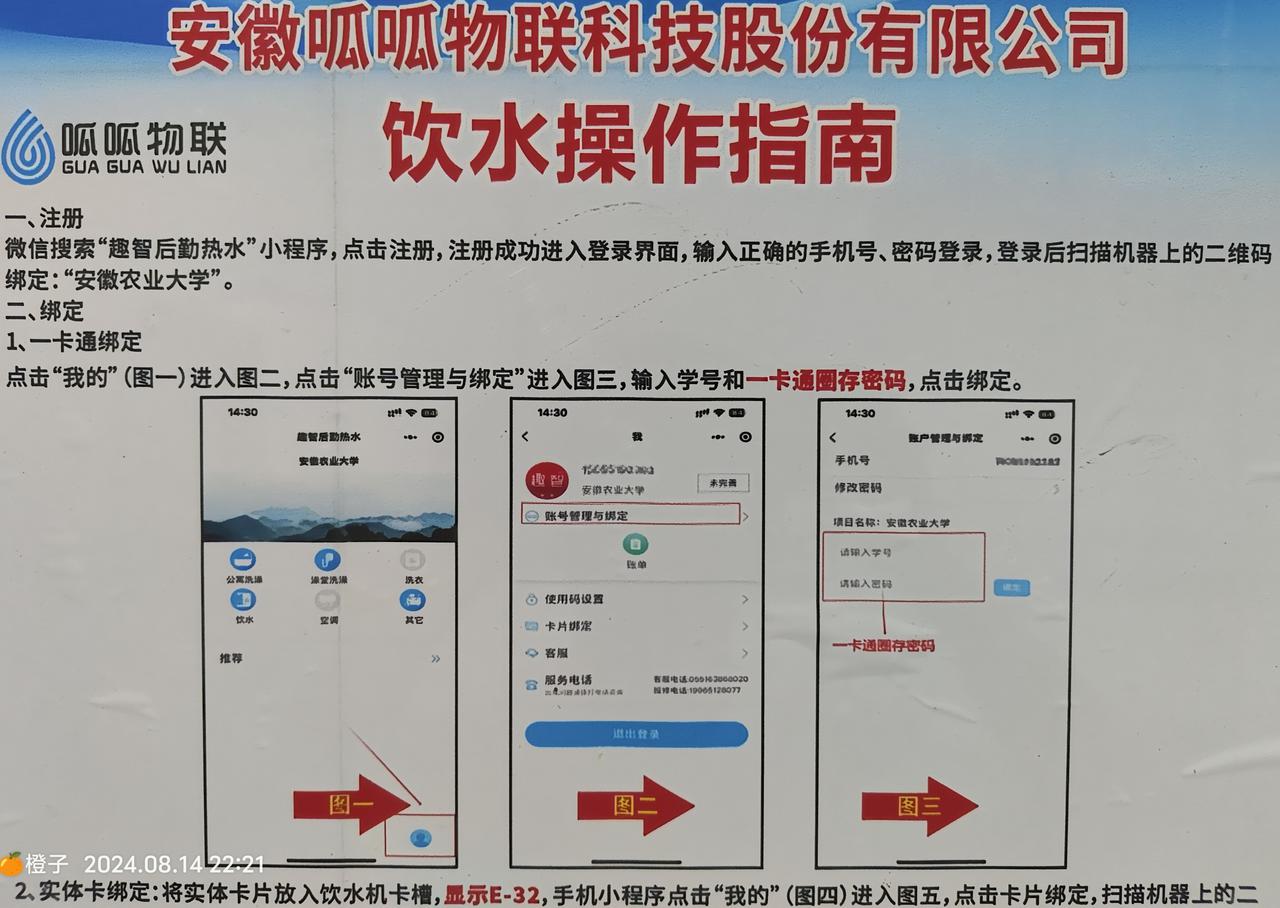 安徽呱呱物联科技股份有限公司
呱呱物联
GUA GUA WU LIAN
饮水操作指南
一、注册
微信搜索“趣智后勤热水”小程序，点击注册，注册成功进入登录界面，输入正确的手机号、密码登录，登录后扫描机器上的二维码
绑定：“安徽农业大学”。
二、绑定
1、一卡通绑定
点击“我的”（图一）进入图二，点击“账号管理与绑定”进入图三，输入学号和一卡通圈存密码，点击绑定。
14:30
趣智后勤热水
安徽农业大学
公寓洗澡
澡堂洗澡
洗衣
饮水
空调
其它
推荐
图一
14:30
我
趣智
安徽农业大学
未完善
账号管理与绑定
账单
使用码设置
卡片绑定
客服
服务电话
退出登录
图二
14:30
账户管理与绑定
手机号
修改密码
项目名称：安徽农业大学
请输入学号
请输入密码
绑定
一卡通圈存密码
图三
橙子 2024.08.14 22:21
2、实体卡绑定：将实体卡片放入饮水机卡槽，显示E-32，手机小程序点击“我的”（图四）进入图五，点击卡片绑定，扫描机器上的二